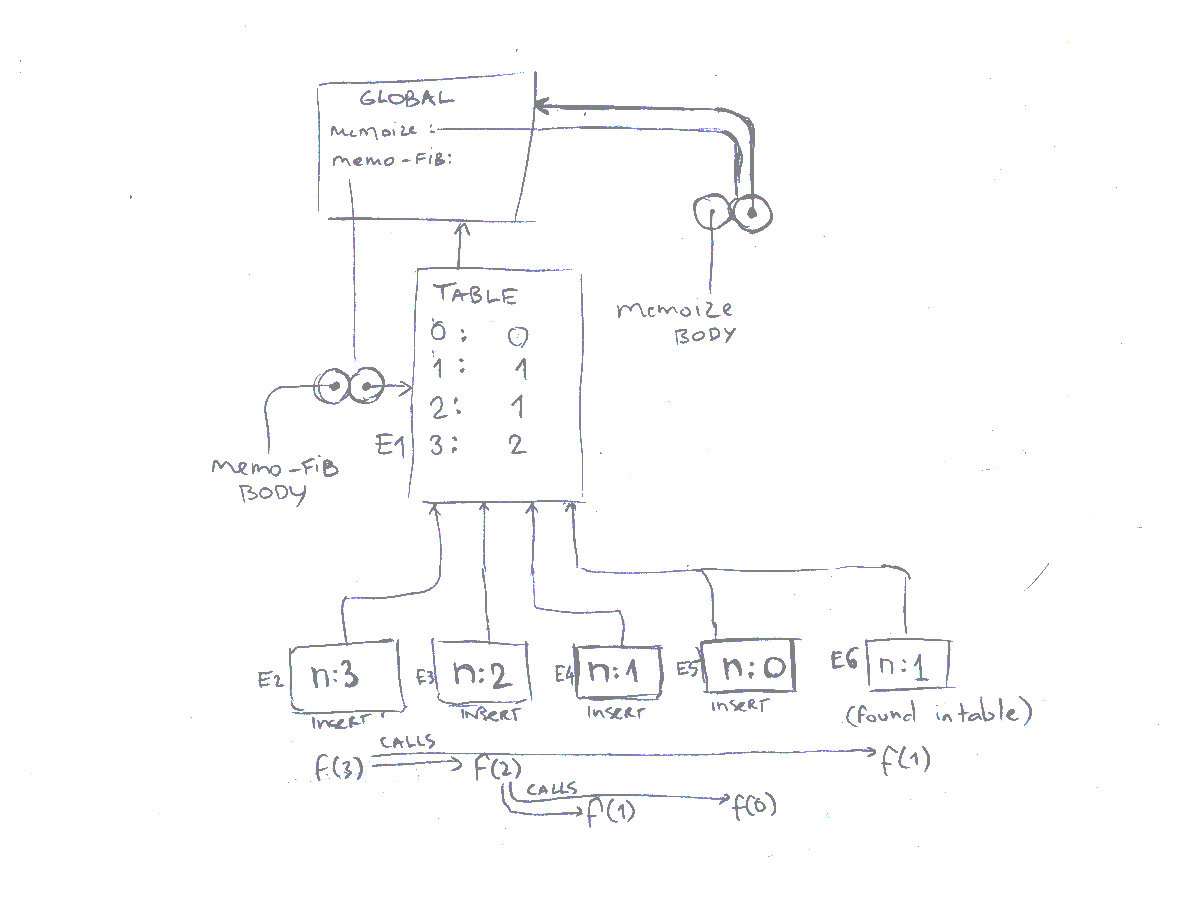 GLOBAL
memoize :
memo-FIB:
TABLE
0: 0
1: 1
2: 1
3: 2
E1
memoize
BODY
memo-FIB
BODY
E2
n:3
INSERT
E3
n:2
INSERT
E4
n:1
INSERT
E5
n:0
INSERT
E6
n:1
(found in table)
CALLS
f(3)
f(2)
f(1)
CALLS
f(1)
f(0)